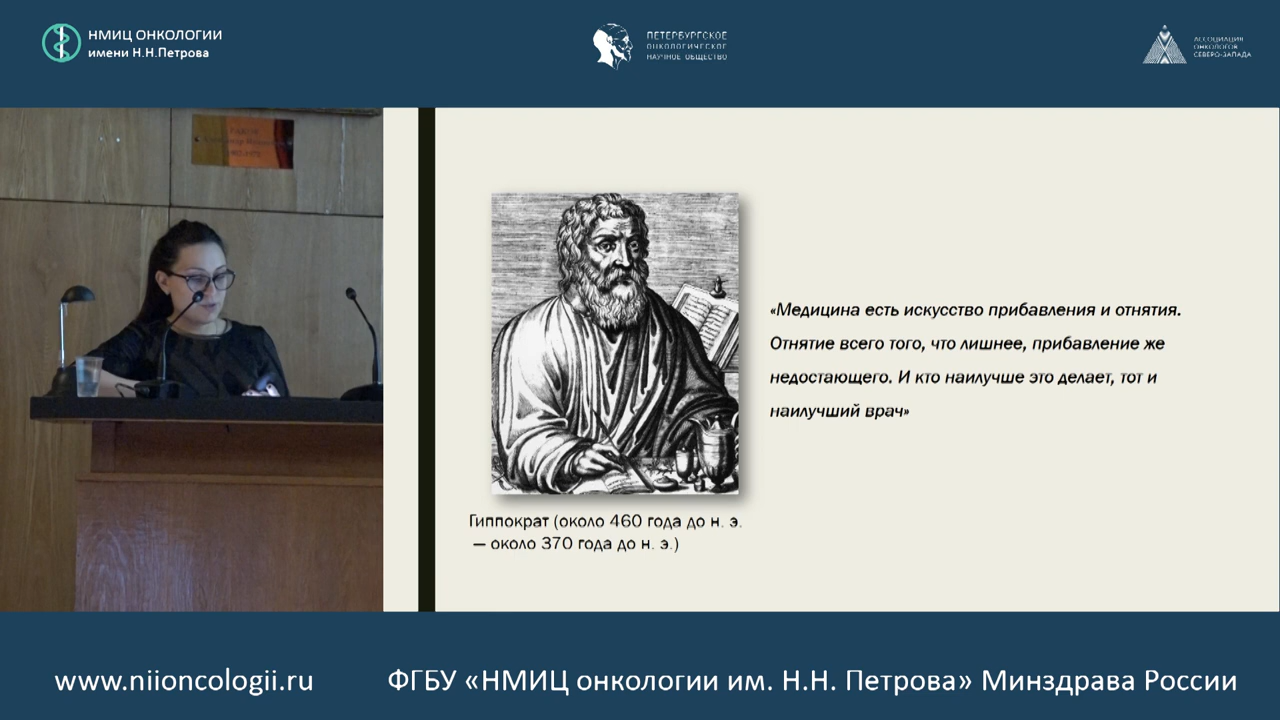 НМИЦ ОНКОЛОГИИ
имени Н.Н.Петрова
ПЕТЕРБУРГСКОЕ
ОНКОЛОГИЧЕСКОЕ
НАУЧНОЕ ОБЩЕСТВО
АССОЦИАЦИЯ
ОНКОЛОГОВ
СЕВЕРО-ЗАПАДА
«Медицина есть искусство прибавления и отнятия.
Отнятие всего того, что лишнее, прибавление же
недостающего. И кто наилучше это делает, тот и
наилучший врач»
Гиппократ (около 460 года до н. э.
— около 370 года до н. э.)
www.niioncologii.ru
ФГБУ «НМИЦ онкологии им. Н.Н. Петрова» Минздрава России